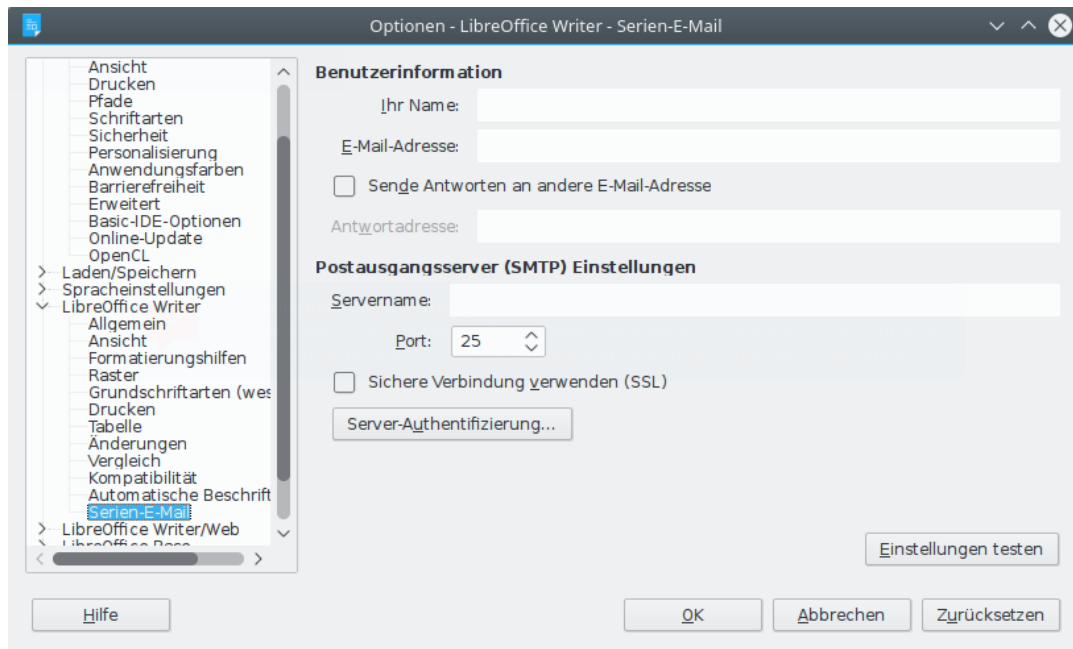 Optionen - LibreOffice Writer - Serien-E-Mail
Ansicht
Drucken
Pfade
Schriftarten
Sicherheit
Personalisierung
Anwendungsfarben
Barrierefreiheit
Erweitert
Basic-IDE-Optionen
Online-Update
OpenCL
Laden/Speichern
Spracheinstellungen
LibreOffice Writer
Allgemein
Ansicht
Formatierungshilfen
Raster
Grundschriftarten (wes
Drucken
Tabelle
Änderungen
Vergleich
Kompatibilität
Automatische Beschrift
Serien-E-Mail
LibreOffice Writer/Web
LibreOffice Base
Benutzerinformation
Ihr Name:
E-Mail-Adresse:
Sende Antworten an andere E-Mail-Adresse
Antwortadresse:
Postausgangsserver (SMTP) Einstellungen
Servername:
Port: 25
Sichere Verbindung verwenden (SSL)
Server-Authentifizierung...
Einstellungen testen
Hilfe
OK
Abbrechen
Zurücksetzen